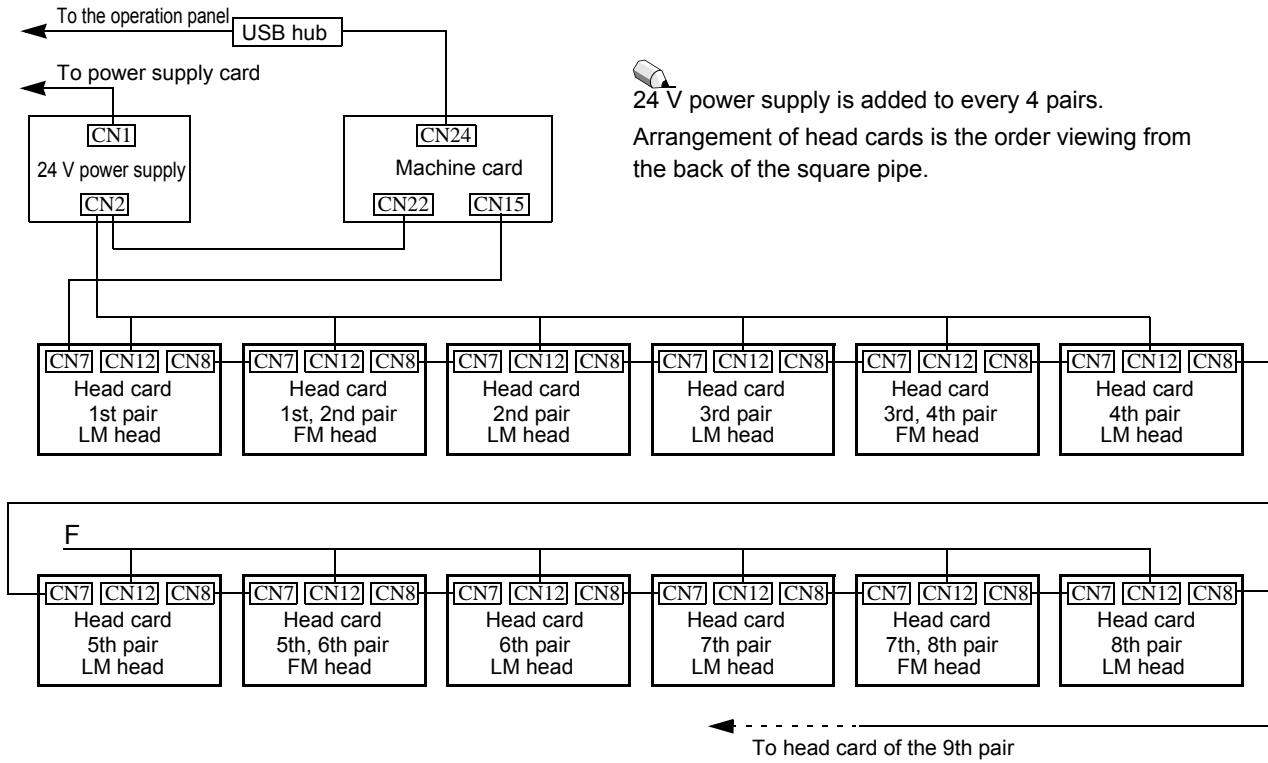 To the operation panel
USB hub
To power supply card
CN1
24 V power supply
CN2
CN24
Machine card
CN22 CN15
24 V power supply is added to every 4 pairs.
Arrangement of head cards is the order viewing from
the back of the square pipe.
CN7 CN12 CN8
Head card
1st pair
LM head
CN7 CN12 CN8
Head card
1st, 2nd pair
FM head
CN7 CN12 CN8
Head card
2nd pair
LM head
CN7 CN12 CN8
Head card
3rd pair
LM head
CN7 CN12 CN8
Head card
3rd, 4th pair
FM head
CN7 CN12 CN8
Head card
4th pair
LM head
F
CN7 CN12 CN8
Head card
5th pair
LM head
CN7 CN12 CN8
Head card
5th, 6th pair
FM head
CN7 CN12 CN8
Head card
6th pair
LM head
CN7 CN12 CN8
Head card
7th pair
LM head
CN7 CN12 CN8
Head card
7th, 8th pair
FM head
CN7 CN12 CN8
Head card
8th pair
LM head
To head card of the 9th pair